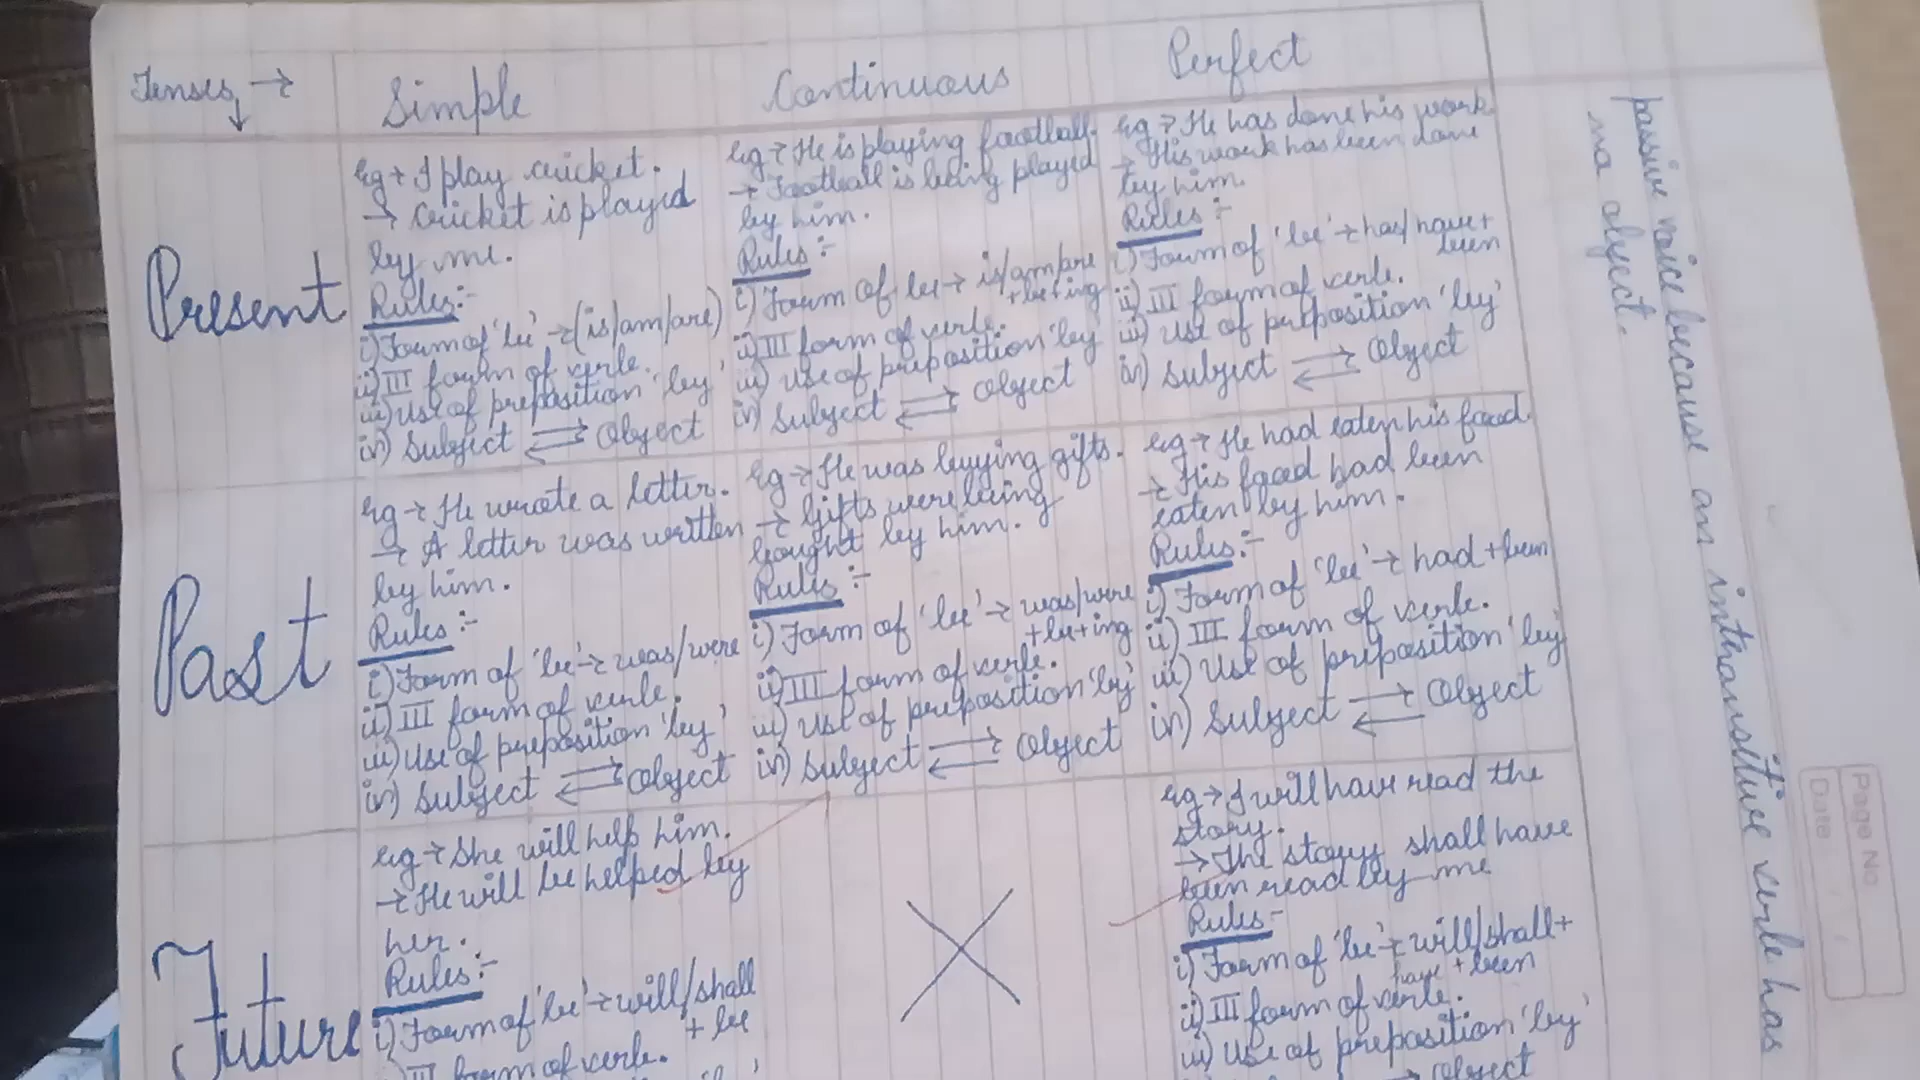 Tenses →
↓
Simple
Continuous
Perfect
Present
Eg → I play cricket.
→ Cricket is played
by me.
Rules:-
i) Form of 'be' → (is/am/are)
ii) III form of verb.
iii) Use of preposition 'by'
iv) Subject ⇄ Object
Eg → He is playing football.
→ Football is being played
by him.
Rules :-
i) Form of be → is/am/are
+be+ing
ii) III form of verb.
iii) Use of preposition 'by'
iv) Subject ⇄ Object
Eg → He has done his work
→ His work has been done
by him.
Rules :-
i) Form of 'be' → has/have+
been
ii) III form of verb.
iii) Use of preposition 'by'
iv) Subject ⇄ Object
Past
Eg → He wrote a letter.
→ A letter was written
by him.
Rules :-
i) Form of 'be' → was/were
ii) III form of verb.
iii) Use of preposition 'by'
iv) Subject ⇄ Object
Eg → He was buying gifts.
→ Gifts were being
bought by him.
Rules :-
i) Form of 'be' → was/were
+be+ing
ii) III form of verb.
iii) Use of preposition 'by'
iv) Subject ⇄ Object
Eg → He had eaten his food
→ His food had been
eaten by him.
Rules :-
i) Form of 'be' → had + been
ii) III form of verb.
iii) Use of preposition 'by'
iv) Subject ⇄ Object
Future
Eg → She will help him.
→ He will be helped by
her.
Rules :-
i) Form of 'be' → will/shall
+ be
III form of verb.
Eg → I will have read the
story.
→ The story shall have
been read by me
Rules :-
i) Form of 'be' → will/shall+
have + been
ii) III form of verb.
iii) Use of preposition 'by'
Object
passive voice because an intransitive verb has
no object.
Page No.
Date